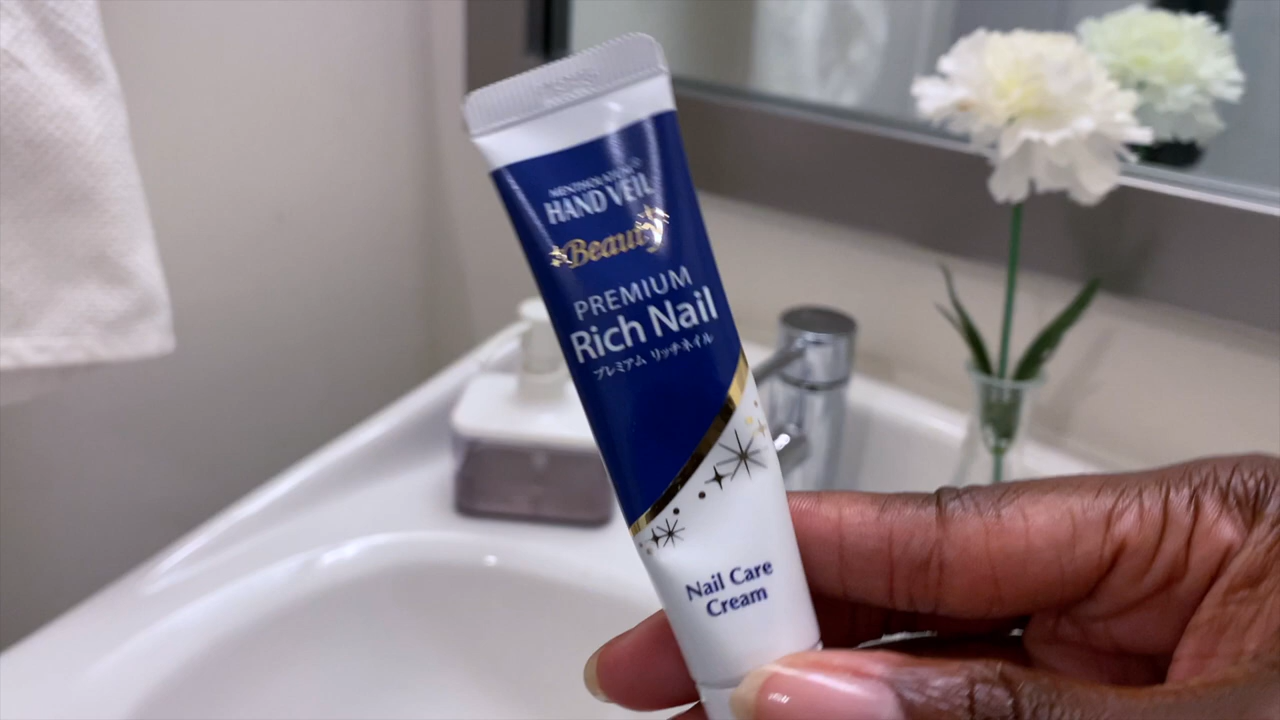 MENTHOLATUM
HAND VEIL
Beauty
PREMIUM
Rich Nail
プレミアム リッチネイル
Nail Care
Cream